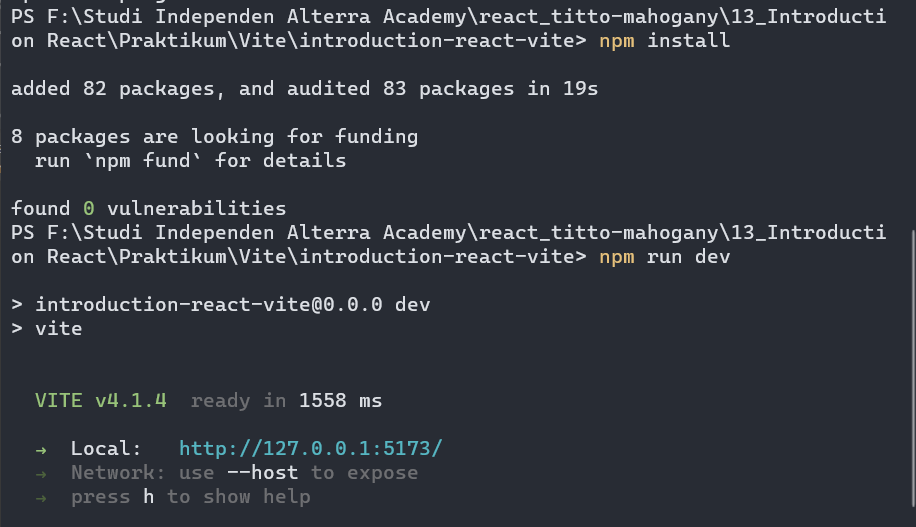 PS F:\Studi Independen Alterra Academy\react_titto-mahogany\13_Introducti
on React\Praktikum\Vite\introduction-react-vite> npm install
added 82 packages, and audited 83 packages in 19s
8 packages are looking for funding
run `npm fund` for details
found 0 vulnerabilities
PS F:\Studi Independen Alterra Academy\react_titto-mahogany\13_Introducti
on React\Praktikum\Vite\introduction-react-vite> npm run dev
> introduction-react-vite@0.0.0 dev
> vite
VITE v4.1.4 ready in 1558 ms
→ Local: http://127.0.0.1:5173/
→ Network: use --host to expose
→ press h to show help